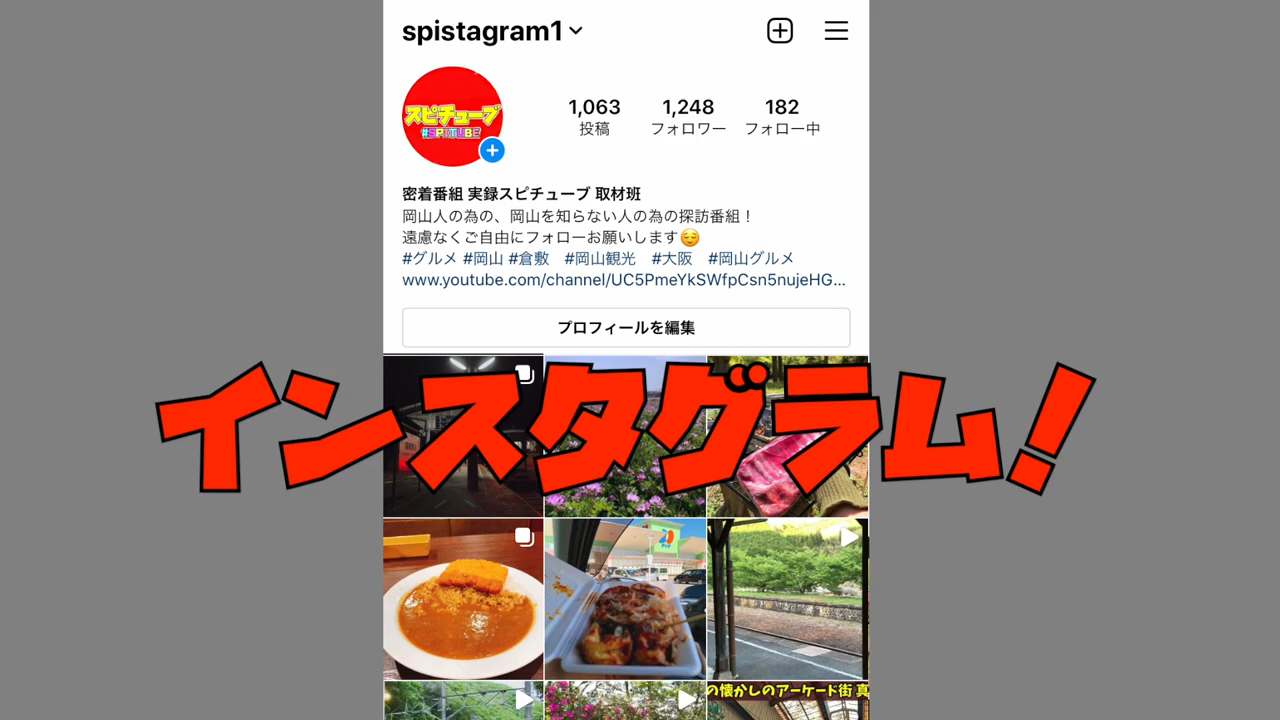 spistagram1
スピチューブ
#SPITUBE
1,063
投稿
1,248
フォロワー
182
フォロー中
密着番組 実録スピチューブ 取材班
岡山人の為の、岡山を知らない人の為の探訪番組！
遠慮なくご自由にフォローお願いします😌
#グルメ #岡山 #倉敷　#岡山観光　#大阪　#岡山グルメ
www.youtube.com/channel/UC5PmeYkSWfpCsn5nujeHG...
プロフィールを編集
インスタグラム！
の懐かしのアーケード街 真